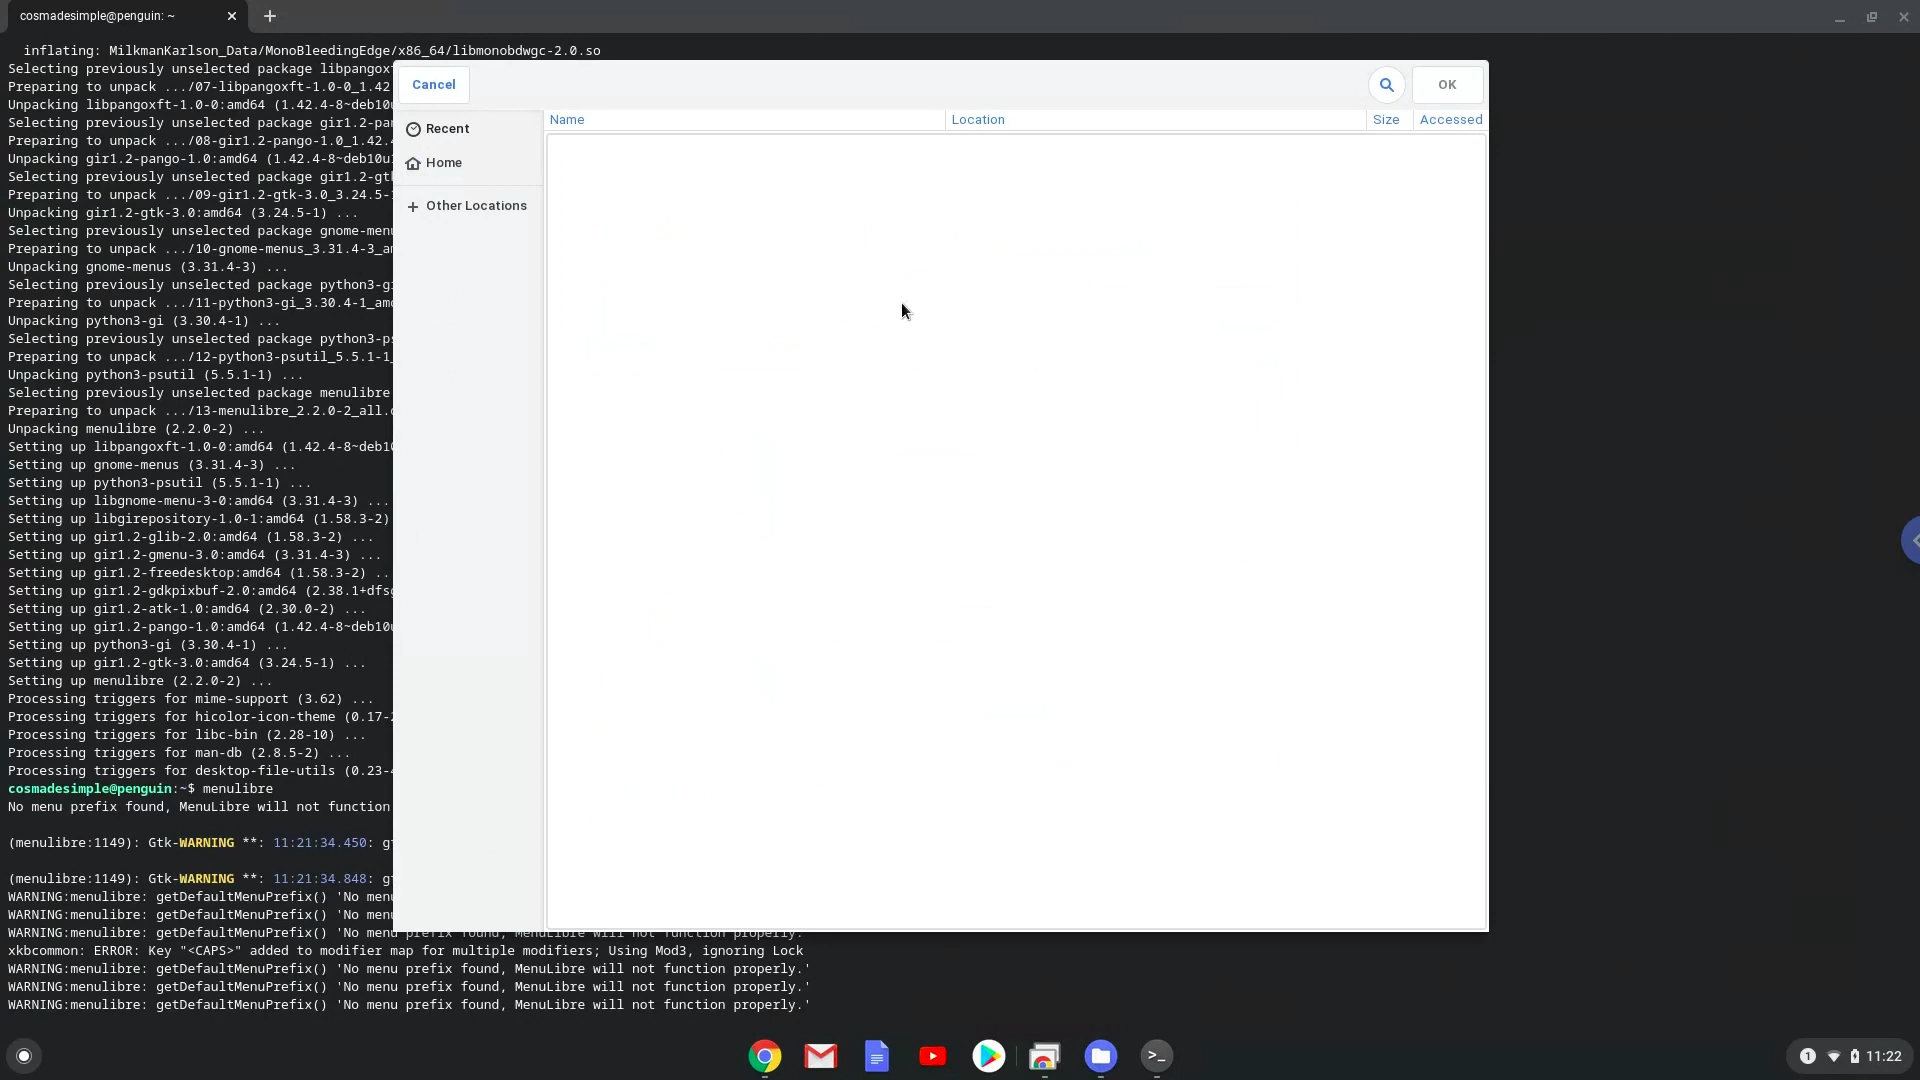 cosmadesimple@penguin: ~
inflating: MilkmanKarlson_Data/MonoBleedingEdge/x86_64/libmonobdwgc-2.0.so
Selecting previously unselected package libpangox
Preparing to unpack .../07-libpangoxft-1.0-0_1.42
Unpacking libpangoxft-1.0-0:amd64 (1.42.4-8~deb10
Selecting previously unselected package gir1.2-pan
Preparing to unpack .../08-gir1.2-pango-1.0_1.42.
Unpacking gir1.2-pango-1.0:amd64 (1.42.4-8~deb10u
Selecting previously unselected package gir1.2-gt
Preparing to unpack .../09-gir1.2-gtk-3.0_3.24.5-
Unpacking gir1.2-gtk-3.0:amd64 (3.24.5-1) ...
Selecting previously unselected package gnome-men
Preparing to unpack .../10-gnome-menus_3.31.4-3_a
Unpacking gnome-menus (3.31.4-3) ...
Selecting previously unselected package python3-g
Preparing to unpack .../11-python3-gi_3.30.4-1_am
Unpacking python3-gi (3.30.4-1) ...
Selecting previously unselected package python3-p
Preparing to unpack .../12-python3-psutil_5.5.1-1_
Unpacking python3-psutil (5.5.1-1) ...
Selecting previously unselected package menulibre
Preparing to unpack .../13-menulibre_2.2.0-2_all.
Unpacking menulibre (2.2.0-2) ...
Setting up libpangoxft-1.0-0:amd64 (1.42.4-8~deb1
Setting up gnome-menus (3.31.4-3) ...
Setting up python3-psutil (5.5.1-1) ...
Setting up libgnome-menu-3-0:amd64 (3.31.4-3) ...
Setting up libgirepository-1.0-1:amd64 (1.58.3-2)
Setting up gir1.2-glib-2.0:amd64 (1.58.3-2) ...
Setting up gir1.2-gmenu-3.0:amd64 (3.31.4-3) ...
Setting up gir1.2-freedesktop:amd64 (1.58.3-2) ..
Setting up gir1.2-gdkpixbuf-2.0:amd64 (2.38.1+dfs
Setting up gir1.2-atk-1.0:amd64 (2.30.0-2) ...
Setting up gir1.2-pango-1.0:amd64 (1.42.4-8~deb10
Setting up python3-gi (3.30.4-1) ...
Setting up gir1.2-gtk-3.0:amd64 (3.24.5-1) ...
Setting up menulibre (2.2.0-2) ...
Processing triggers for mime-support (3.62) ...
Processing triggers for hicolor-icon-theme (0.17-
Processing triggers for libc-bin (2.28-10) ...
Processing triggers for man-db (2.8.5-2) ...
Processing triggers for desktop-file-utils (0.23-
cosmadesimple@penguin:~$ menulibre
No menu prefix found, MenuLibre will not function
(menulibre:1149): Gtk-WARNING **: 11:21:34.450: g
(menulibre:1149): Gtk-WARNING **: 11:21:34.848: g
WARNING:menulibre: getDefaultMenuPrefix() 'No men
WARNING:menulibre: getDefaultMenuPrefix() 'No men
WARNING:menulibre: getDefaultMenuPrefix() 'No menu prefix found, MenuLibre will not function properly.'
xkbcommon: ERROR: Key "<CAPS>" added to modifier map for multiple modifiers; Using Mod3, ignoring Lock
WARNING:menulibre: getDefaultMenuPrefix() 'No menu prefix found, MenuLibre will not function properly.'
WARNING:menulibre: getDefaultMenuPrefix() 'No menu prefix found, MenuLibre will not function properly.'
WARNING:menulibre: getDefaultMenuPrefix() 'No menu prefix found, MenuLibre will not function properly.'
Cancel
OK
Recent
Home
Other Locations
Name Location Size Accessed
1 11:22